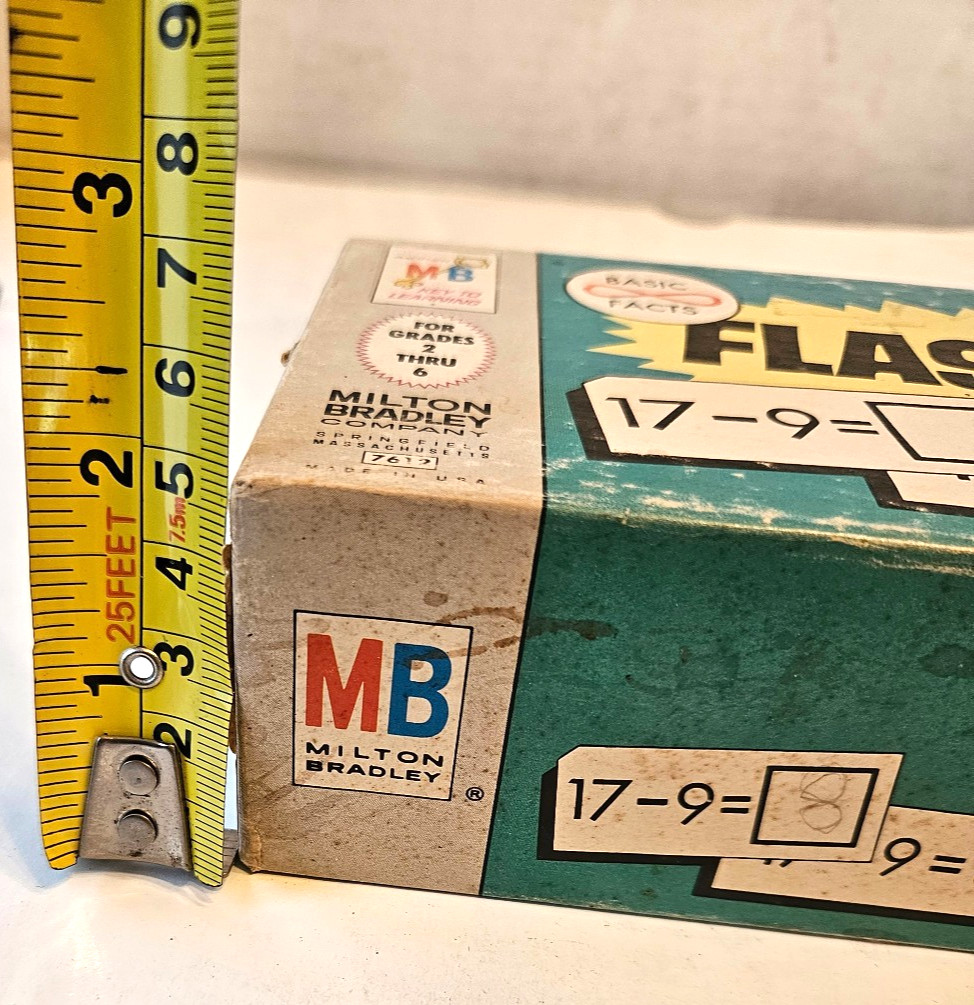 9
8
3
7
6
2
5
7.5m
25FEET
4
3
1
2
MB
KEY TO
LEARNING
FOR
GRADES
2
THRU
6
MILTON
BRADLEY
COMPANY
SPRINGFIELD
MASSACHUSETTS
7612
MADE IN USA
BASIC
FACTS
FLAS
17-9=
MB
MILTON
BRADLEY
®
17-9= 8
9=